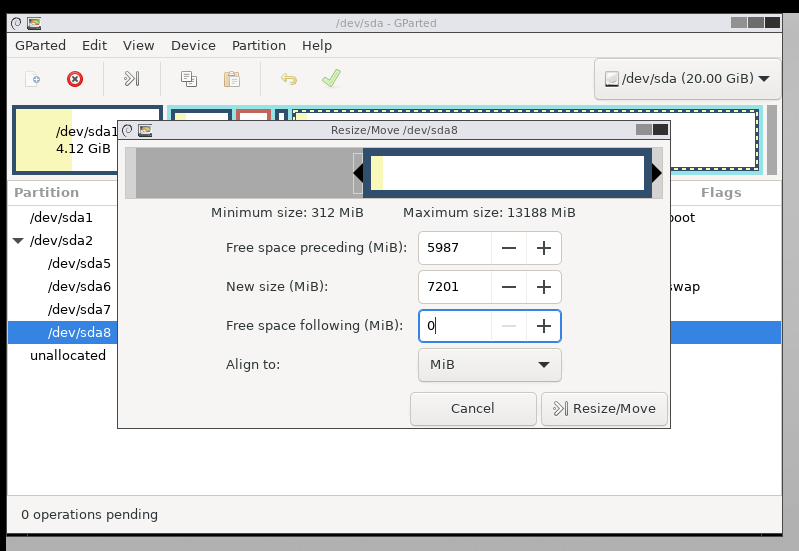 /dev/sda - GParted
GParted Edit View Device Partition Help
/dev/sda (20.00 GiB)
/dev/sda1
4.12 GiB
Resize/Move /dev/sda8
Minimum size: 312 MiB Maximum size: 13188 MiB
Free space preceding (MiB): 5987
New size (MiB): 7201
Free space following (MiB): 0
Align to: MiB
Cancel Resize/Move
Partition Flags
/dev/sda1
/dev/sda2
/dev/sda5
/dev/sda6 swap
/dev/sda7
/dev/sda8
unallocated
0 operations pending